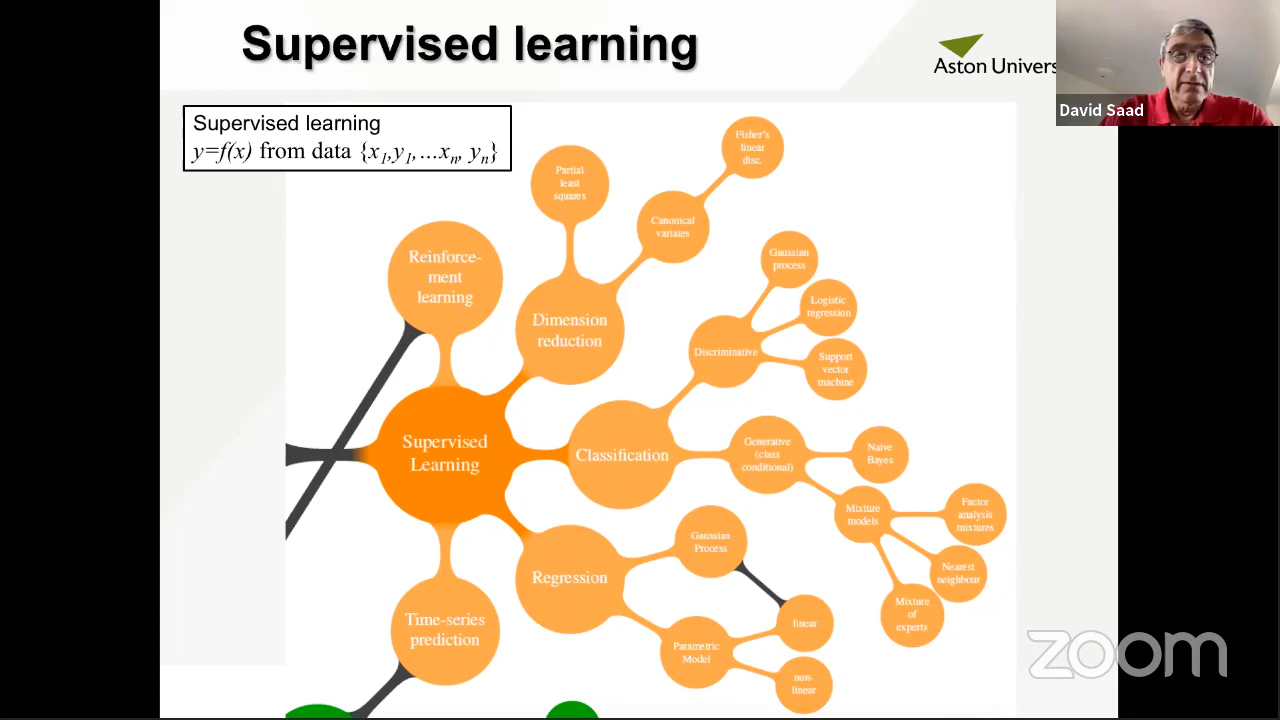 Supervised learning
Aston Univers
David Saad
Supervised learning
y=f(x) from data {x1,y1,...xn, yn}
Fisher's
linear
disc.
Partial
least
squares
Canonical
variates
Reinforce-
ment
learning
Gaussian
process
Logistic
regression
Dimension
reduction
Discriminative
Support
vector
machine
Supervised
Learning
Classification
Generative
(class
conditional)
Naive
Bayes
Mixture
models
Factor
analysis
mixtures
Nearest
neighbour
Mixture
of
experts
Gaussian
Process
Regression
linear
Time-series
prediction
Parametric
Model
non-
linear
zoom